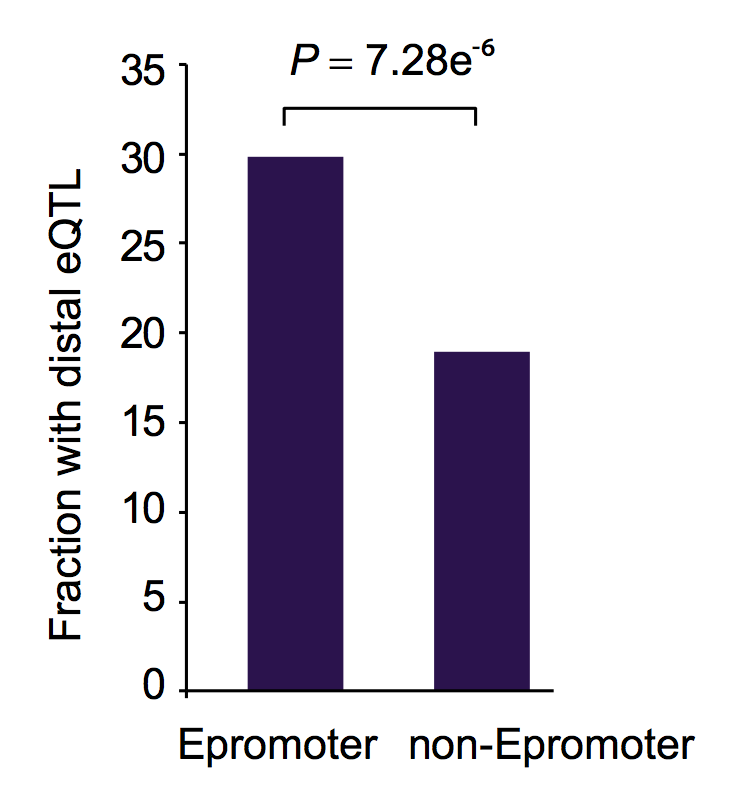 P = 7.28e⁻⁶
35
30
25
20
15
10
5
0
Fraction with distal eQTL
Epromoter non-Epromoter